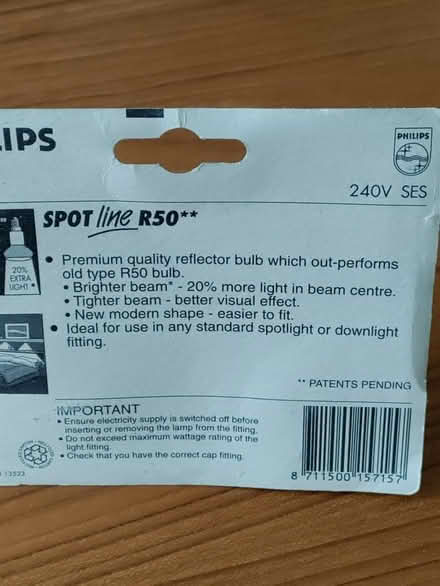 LIPS
PHILIPS
240V SES
SPOT line R50**
20%
EXTRA
LIGHT *
• Premium quality reflector bulb which out-performs
old type R50 bulb.
• Brighter beam* - 20% more light in beam centre.
• Tighter beam - better visual effect.
• New modern shape - easier to fit.
• Ideal for use in any standard spotlight or downlight
fitting.
** PATENTS PENDING
IMPORTANT
• Ensure electricity supply is switched off before
inserting or removing the lamp from the fitting.
• Do not exceed maximum wattage rating of the
light fitting.
• Check that you have the correct cap fitting.
13523
8 711500 157157